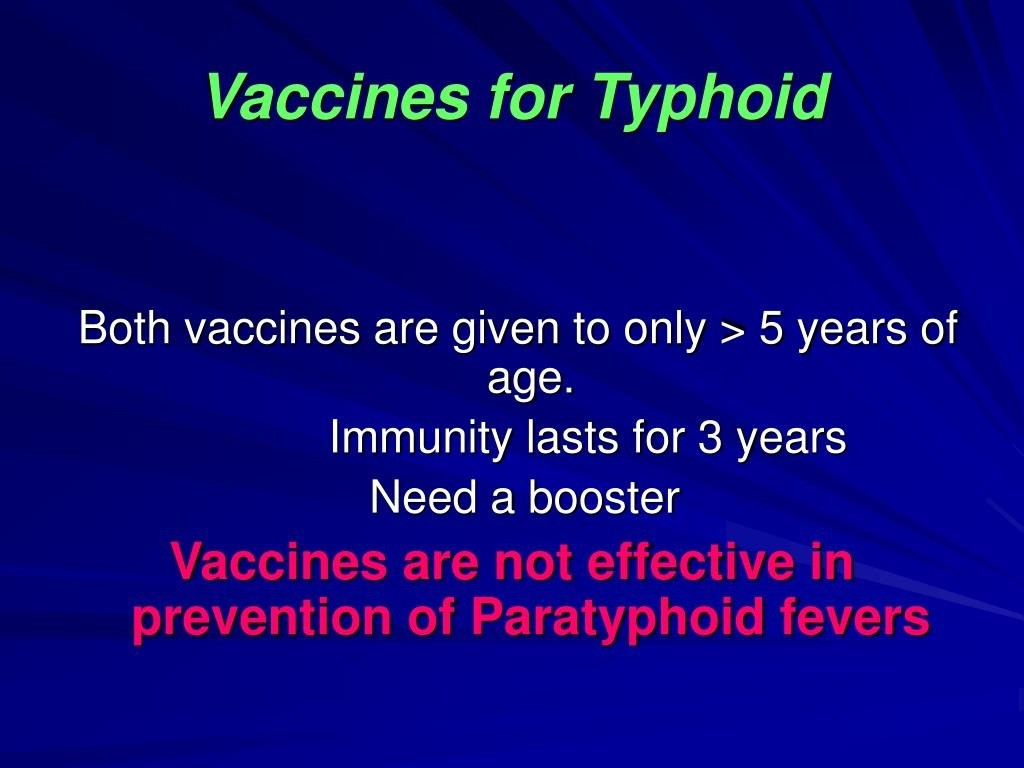 Vaccines for Typhoid
Both vaccines are given to only > 5 years of
age.
Immunity lasts for 3 years
Need a booster
Vaccines are not effective in
prevention of Paratyphoid fevers